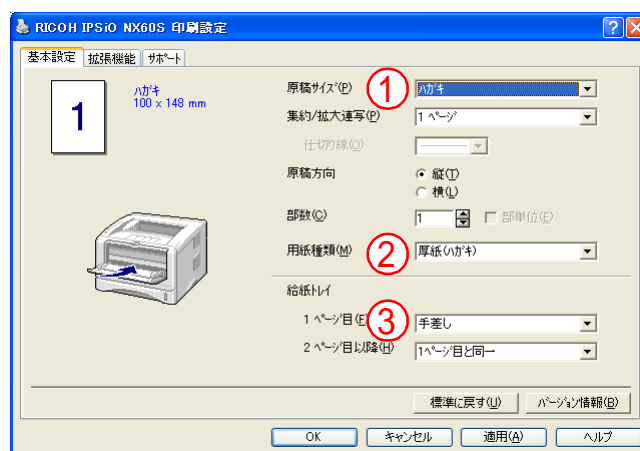 RICOH IPSiO NX60S 印刷設定
基本設定 拡張機能 ｻﾎﾟｰﾄ
1
ﾊｶﾞｷ
100 x 148 mm
原稿ｻｲｽﾞ(P) ① ﾊｶﾞｷ
集約/拡大連写(P) 1 ﾍﾟｰｼﾞ
仕切り線(O)
原稿方向 縦(T)
横(L)
部数(C) 1 部単位(E)
用紙種類(M) ② 厚紙(ﾊｶﾞｷ)
給紙ﾄﾚｲ
1 ﾍﾟｰｼﾞ目(F) ③ 手差し
2 ﾍﾟｰｼﾞ目以降(H) 1ﾍﾟｰｼﾞ目と同一
標準に戻す(U) ﾊﾞｰｼﾞｮﾝ情報(B)
OK ｷｬﾝｾﾙ 適用(A) ﾍﾙﾌﾟ